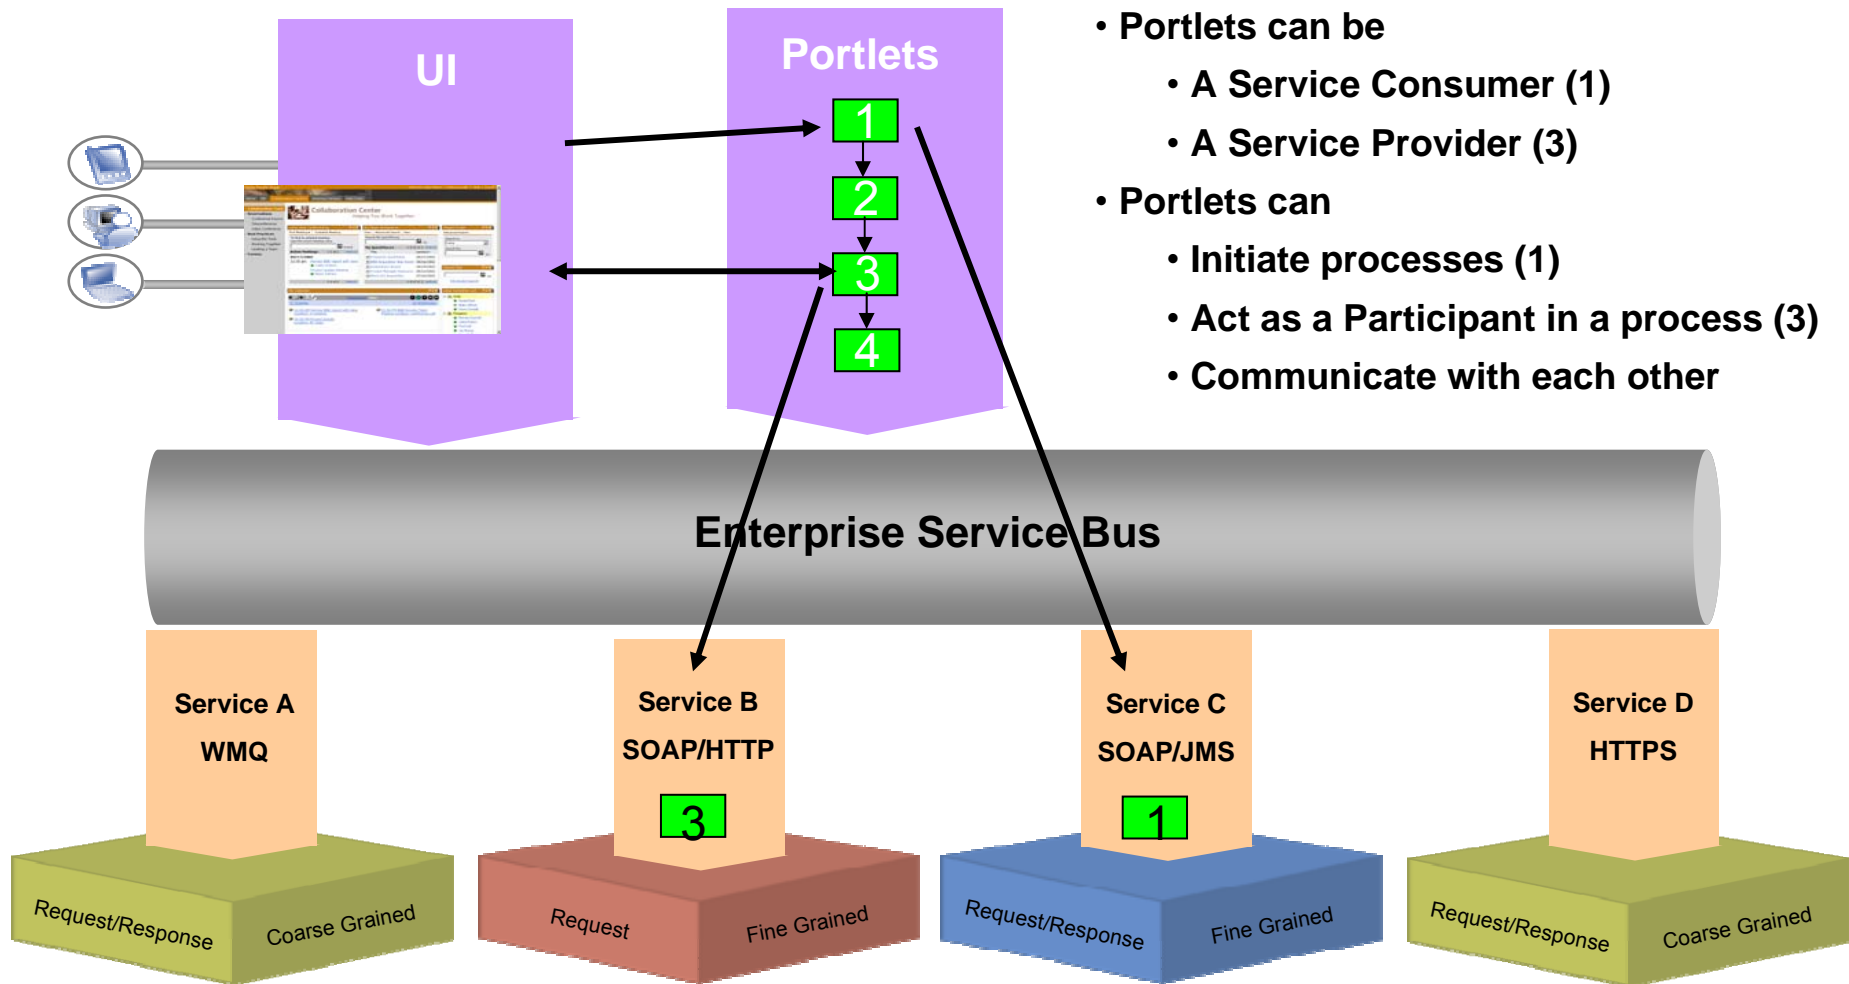 UI
Portlets
1
2
3
4
• Portlets can be
• A Service Consumer (1)
• A Service Provider (3)
• Portlets can
• Initiate processes (1)
• Act as a Participant in a process (3)
• Communicate with each other
Collaboration Center
Enterprise Service Bus
Service A
WMQ
Service B
SOAP/HTTP
3
Service C
SOAP/JMS
1
Service D
HTTPS
Request/Response
Coarse Grained
Request
Fine Grained
Request/Response
Fine Grained
Request/Response
Coarse Grained